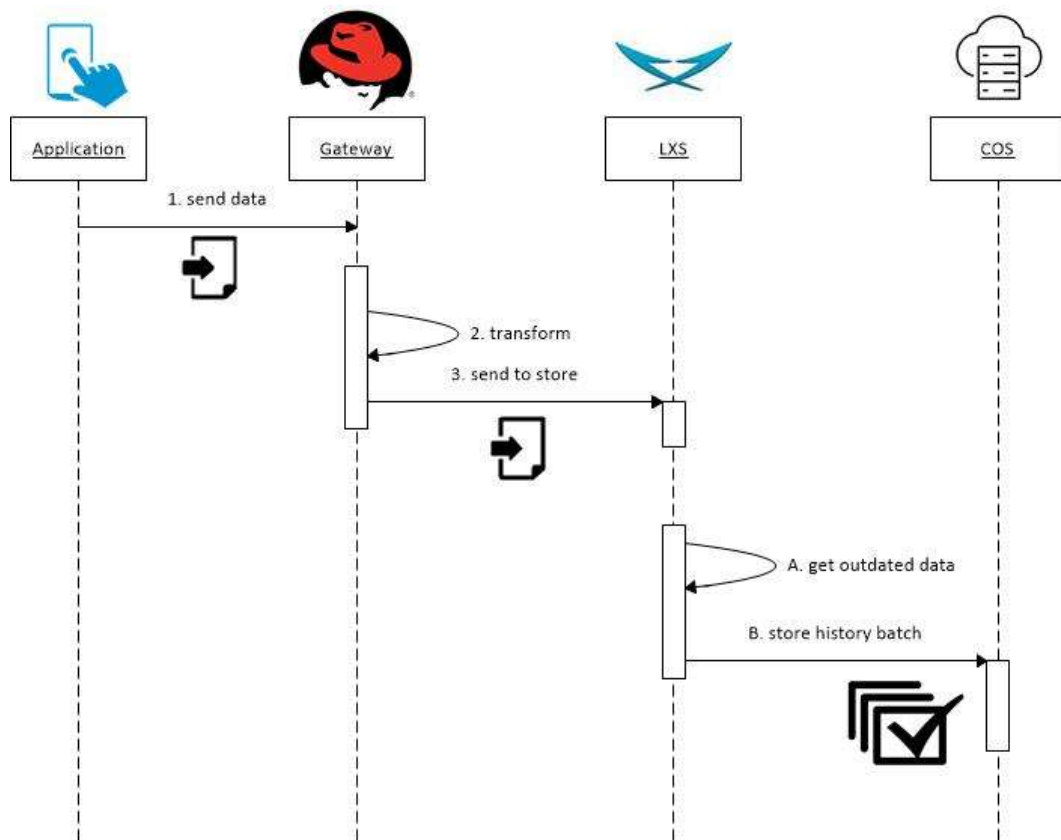 Application
Gateway
LXS
COS
1. send data
2. transform
3. send to store
A. get outdated data
B. store history batch